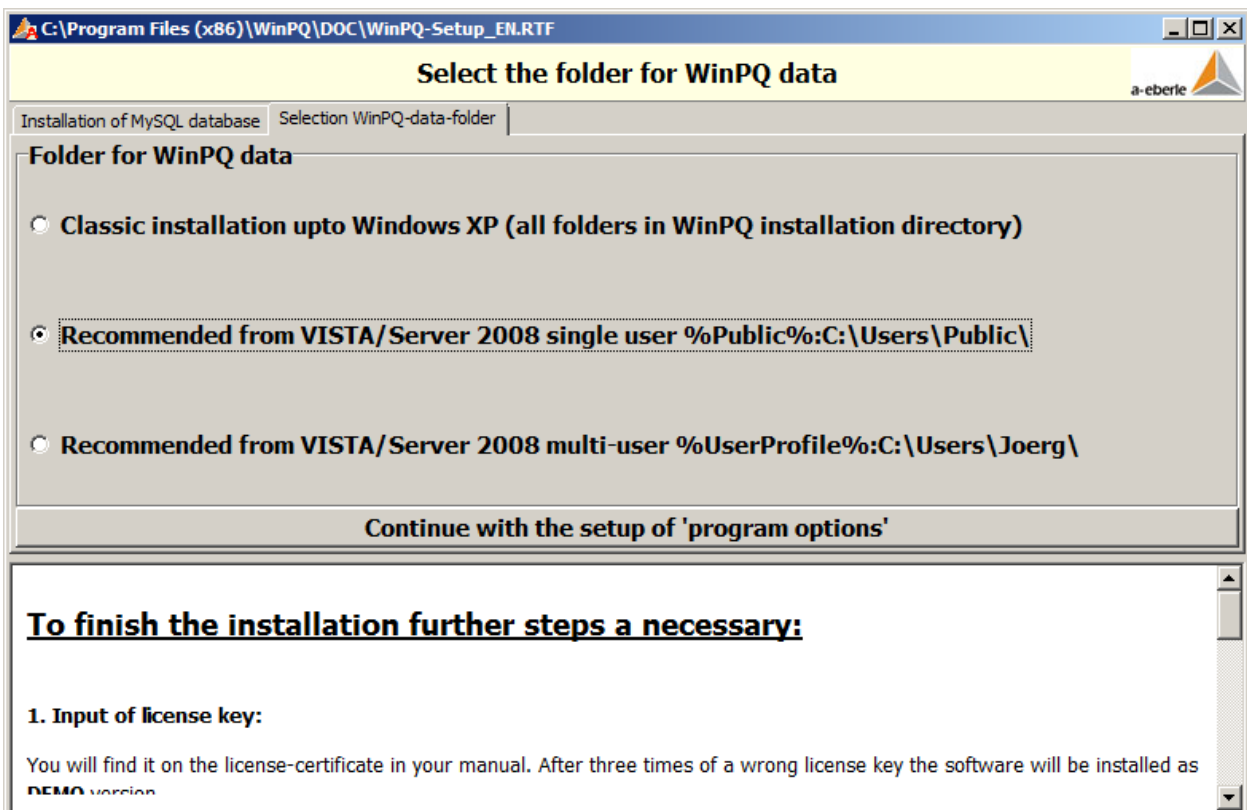 C:\Program Files (x86)\WinPQ\DOC\WinPQ-Setup_EN.RTF
Select the folder for WinPQ data
a-eberle
Installation of MySQL database Selection WinPQ-data-folder
Folder for WinPQ data
Classic installation upto Windows XP (all folders in WinPQ installation directory)
Recommended from VISTA/Server 2008 single user %Public%:C:\Users\Public\
Recommended from VISTA/Server 2008 multi-user %UserProfile%:C:\Users\Joerg\
Continue with the setup of 'program options'
To finish the installation further steps a necessary:
1. Input of license key:
You will find it on the license-certificate in your manual. After three times of a wrong license key the software will be installed as
DEMO version